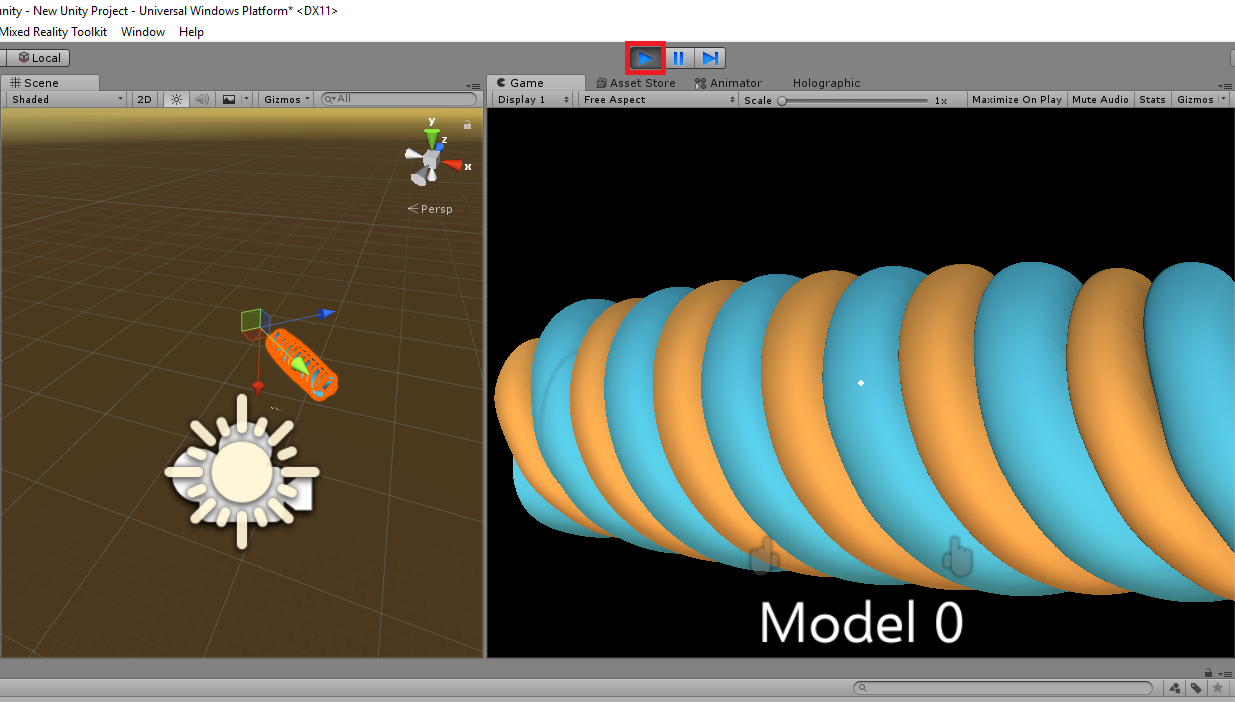 unity - New Unity Project - Universal Windows Platform* <DX11>
Mixed Reality Toolkit Window Help
Local
Scene
Shaded 2D Gizmos All
y
z
x
Persp
Game Asset Store Animator Holographic
Display 1 Free Aspect Scale 1x Maximize On Play Mute Audio Stats Gizmos
Model 0